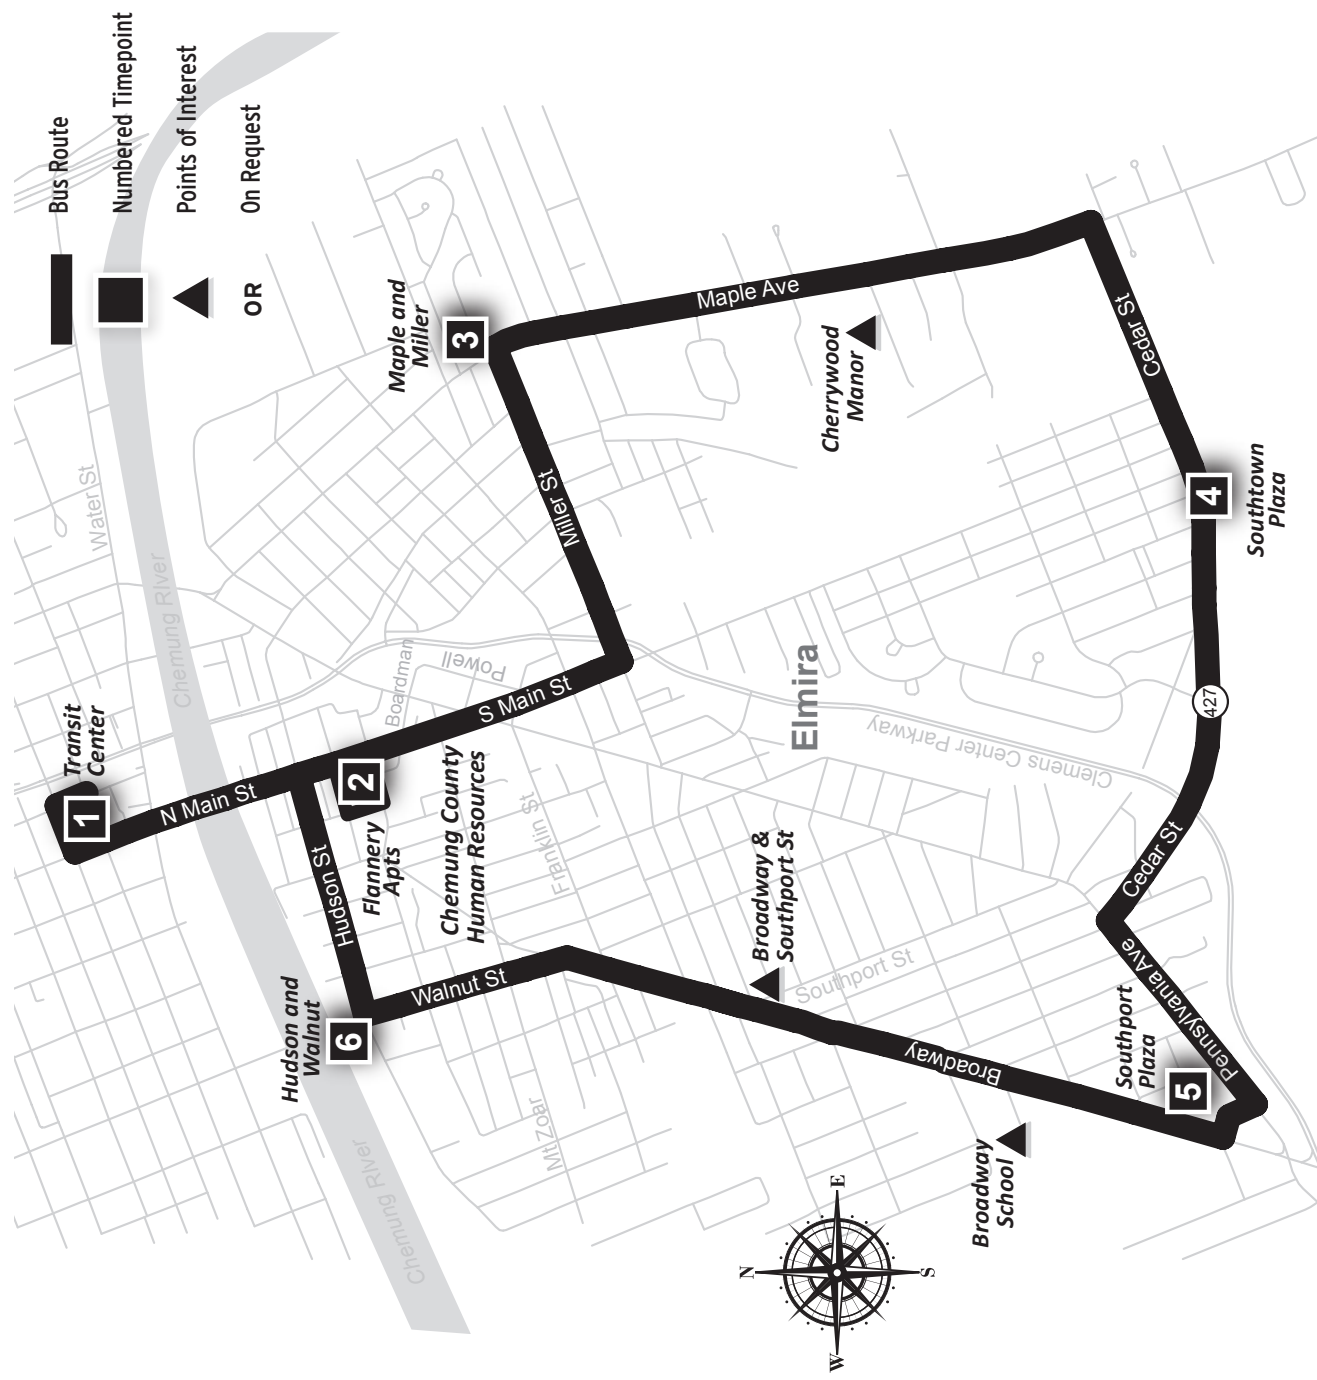 Bus Route
Numbered Timepoint
Points of Interest
OR
On Request
Water St
Chemung RIver
1
Transit
Center
N Main St
Hudson St
2
Flannery
Apts
Boardman
Powell
S Main St
Chemung County
Human Resources
Franklin St
Maple and
Miller
3
Miller St
Maple Ave
Cherrywood
Manor
Cedar St
4
Southtown
Plaza
427
Elmira
Clemens Center Parkway
Cedar St
Pennsylvania Ave
Southport
Plaza
5
Broadway &
Southport St
Southport St
Broadway
Broadway
School
Walnut St
Hudson and
Walnut
6
Mt Zoar
Chemung RIver
N
E
S
W